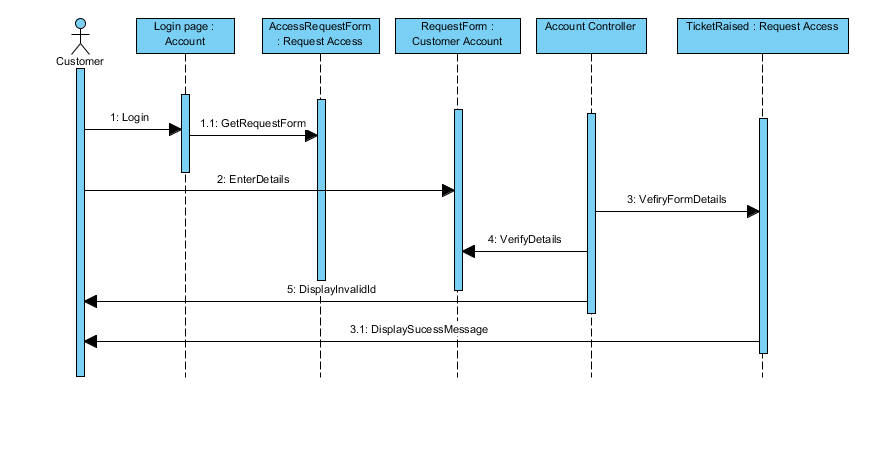 Customer
Login page :
Account
AccessRequestForm
: Request Access
RequestForm :
Customer Account
Account Controller
TicketRaised : Request Access
1: Login
1.1: GetRequestForm
2: EnterDetails
3: VefiryFormDetails
4: VerifyDetails
5: DisplayInvalidId
3.1: DisplaySucessMessage